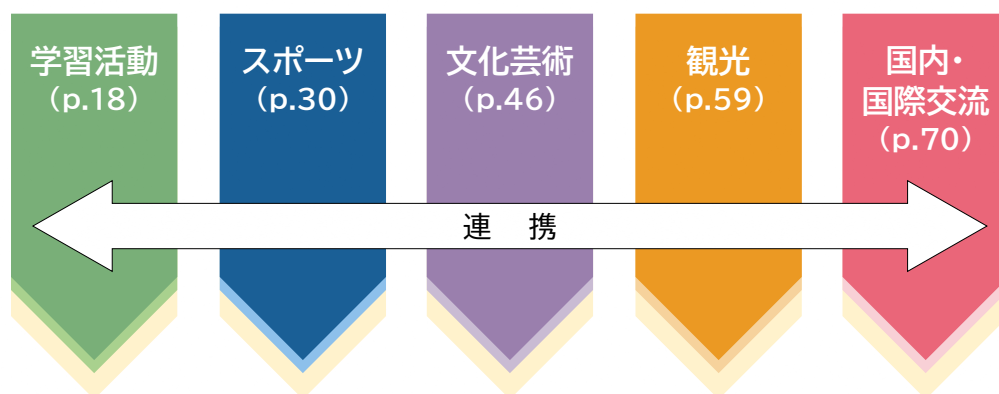 学習活動
（p.18）
スポーツ
（p.30）
文化芸術
（p.46）
観光
（p.59）
国内・
国際交流
（p.70）
連　携